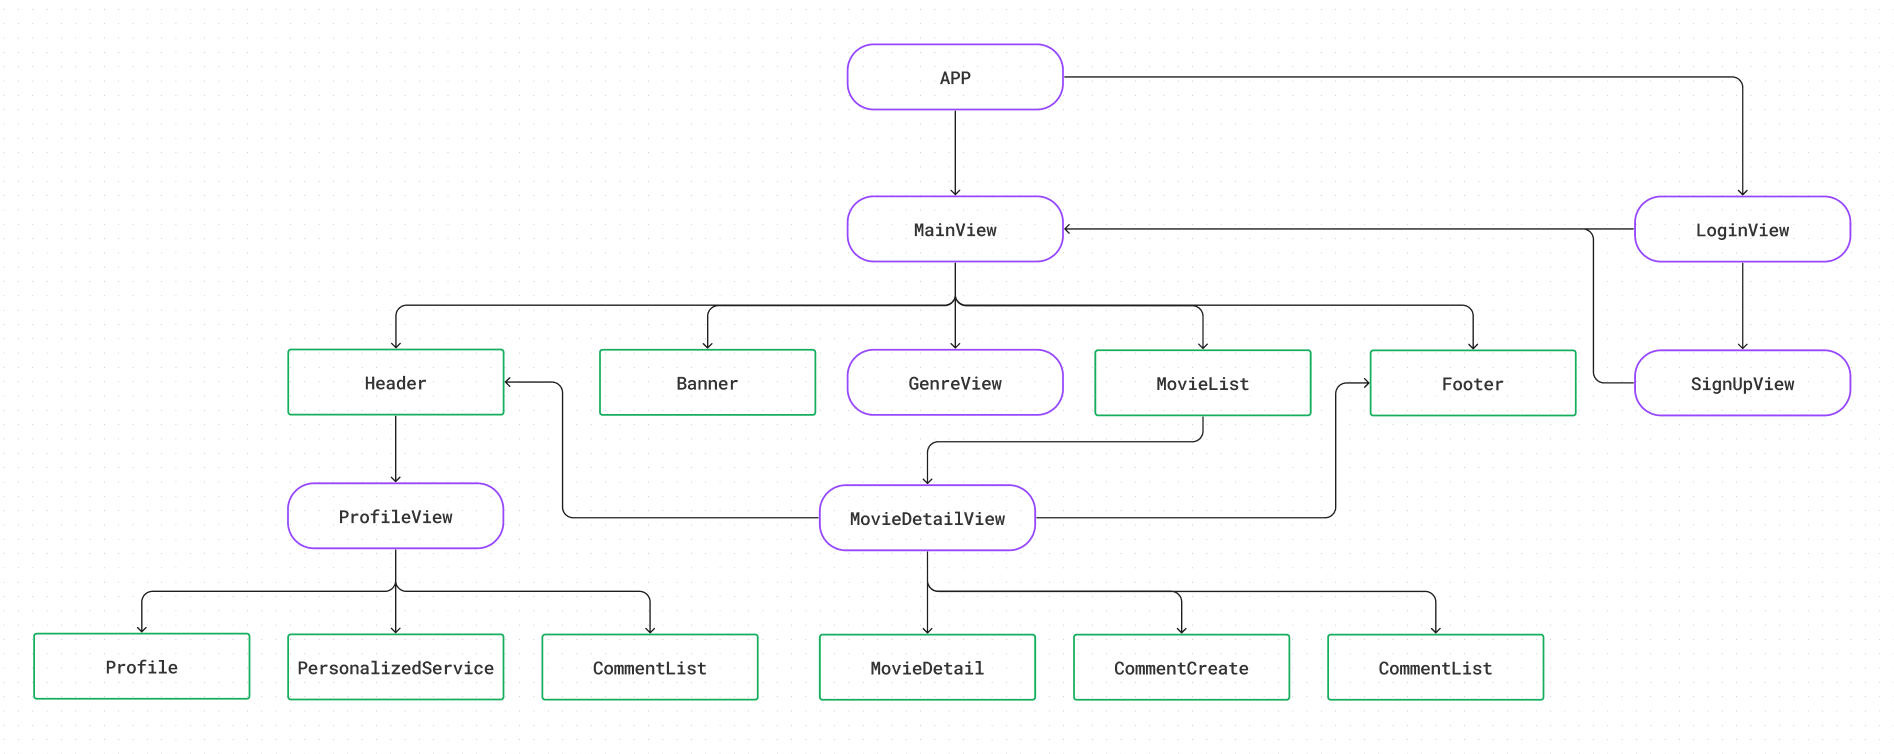 APP
MainView
LoginView
Header
Banner
GenreView
MovieList
Footer
SignUpView
ProfileView
MovieDetailView
Profile
PersonalizedService
CommentList
MovieDetail
CommentCreate
CommentList